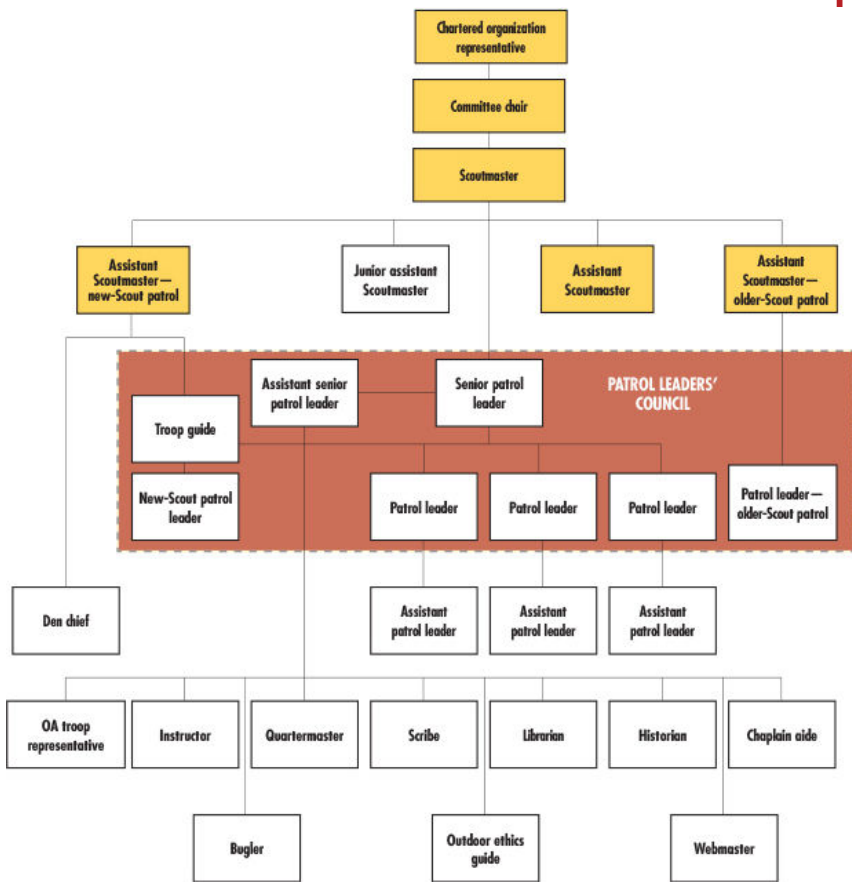 Chartered organization
representative
Committee chair
Scoutmaster
Assistant
Scoutmaster—
new-Scout patrol
Junior assistant
Scoutmaster
Assistant
Scoutmaster
Assistant
Scoutmaster—
older-Scout patrol
Assistant senior
patrol leader
Senior patrol
leader
PATROL LEADERS’
COUNCIL
Troop guide
New-Scout patrol
leader
Patrol leader
Patrol leader
Patrol leader
Patrol leader—
older-Scout patrol
Den chief
Assistant
patrol leader
Assistant
patrol leader
Assistant
patrol leader
OA troop
representative
Instructor
Quartermaster
Scribe
Librarian
Historian
Chaplain aide
Bugler
Outdoor ethics
guide
Webmaster